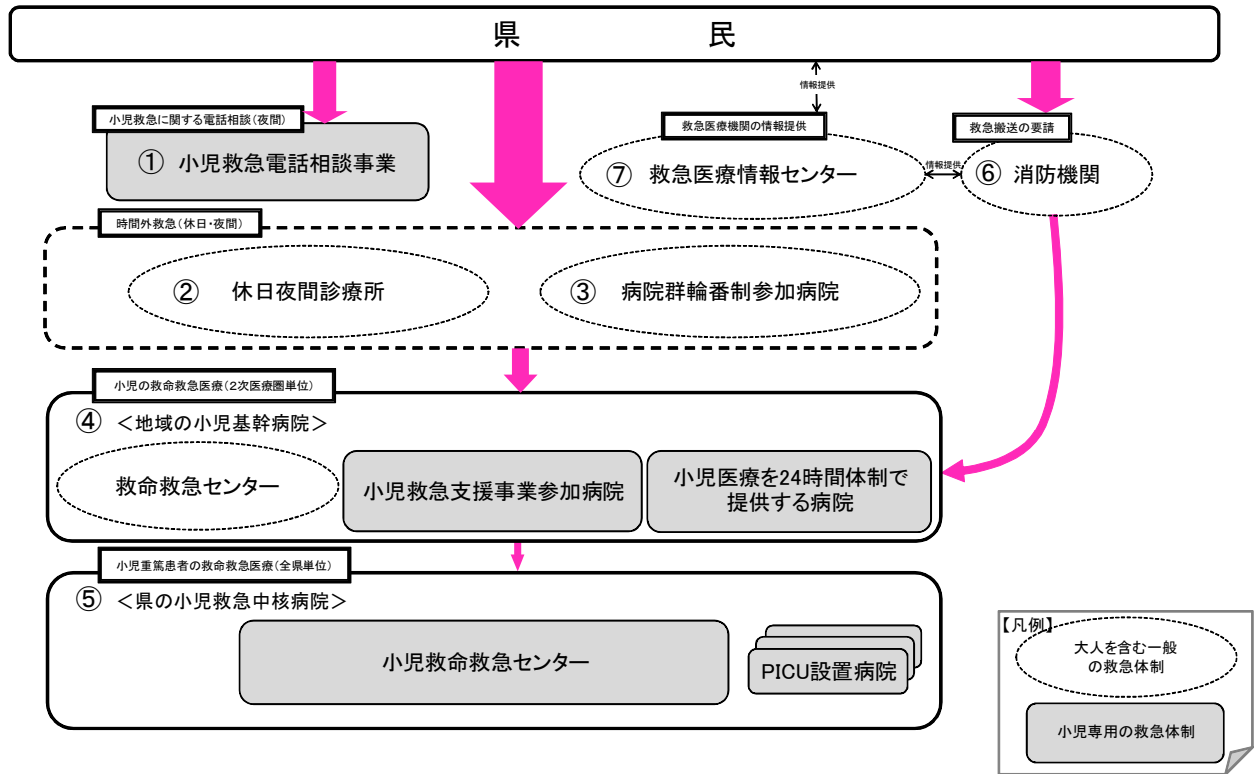 県 民
情報提供
小児救急に関する電話相談(夜間)
① 小児救急電話相談事業
救急医療機関の情報提供
⑦ 救急医療情報センター
情報提供
救急搬送の要請
⑥ 消防機関
時間外救急(休日・夜間)
② 休日夜間診療所
③ 病院群輪番制参加病院
小児の救命救急医療(2次医療圏単位)
④ <地域の小児基幹病院>
救命救急センター
小児救急支援事業参加病院
小児医療を24時間体制で
提供する病院
小児重篤患者の救命救急医療(全県単位)
⑤ <県の小児救急中核病院>
小児救命救急センター
PICU設置病院
【凡例】
大人を含む一般
の救急体制
小児専用の救急体制